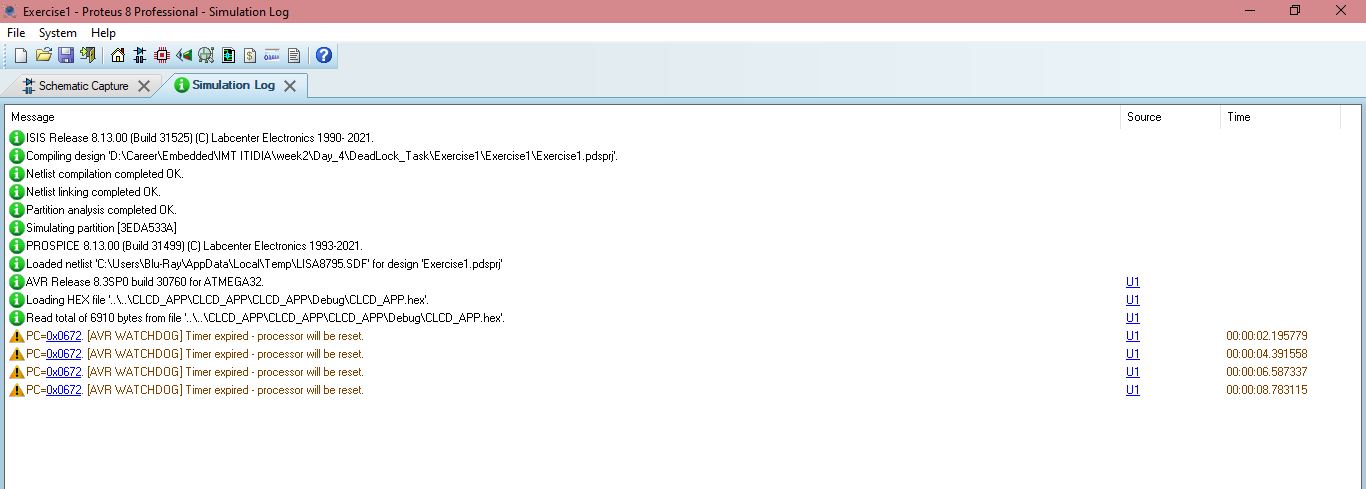 Exercise1 - Proteus 8 Professional - Simulation Log
File System Help
$ ?
Schematic Capture Simulation Log
Message Source Time
ISIS Release 8.13.00 (Build 31525) (C) Labcenter Electronics 1990- 2021.
Compiling design 'D:\Career\Embedded\IMT ITIDIA\week2\Day_4\DeadLock_Task\Exercise1\Exercise1\Exercise1.pdsprj'.
Netlist compilation completed OK.
Netlist linking completed OK.
Partition analysis completed OK.
Simulating partition [3EDA533A]
PROSPICE 8.13.00 (Build 31499) (C) Labcenter Electronics 1993-2021.
Loaded netlist 'C:\Users\Blu-Ray\AppData\Local\Temp\LISA8795.SDF' for design 'Exercise1.pdsprj'
AVR Release 8.3SP0 build 30760 for ATMEGA32. U1
Loading HEX file '..\..\CLCD_APP\CLCD_APP\CLCD_APP\Debug\CLCD_APP.hex'. U1
Read total of 6910 bytes from file '..\..\CLCD_APP\CLCD_APP\CLCD_APP\Debug\CLCD_APP.hex'. U1
PC=0x0672. [AVR WATCHDOG] Timer expired - processor will be reset. U1 00:00:02.195779
PC=0x0672. [AVR WATCHDOG] Timer expired - processor will be reset. U1 00:00:04.391558
PC=0x0672. [AVR WATCHDOG] Timer expired - processor will be reset. U1 00:00:06.587337
PC=0x0672. [AVR WATCHDOG] Timer expired - processor will be reset. U1 00:00:08.783115